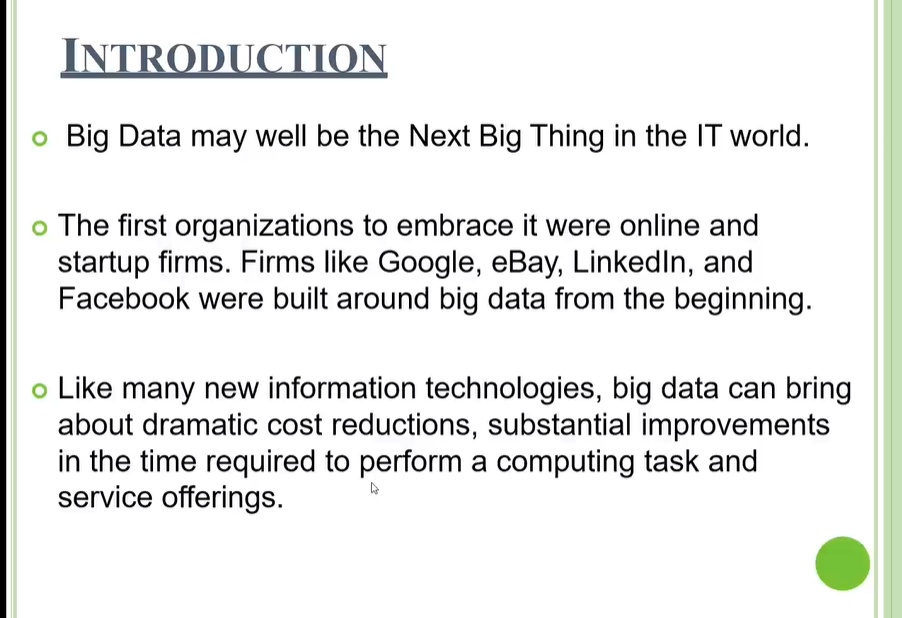 INTRODUCTION
Big Data may well be the Next Big Thing in the IT world.
The first organizations to embrace it were online and
startup firms. Firms like Google, eBay, LinkedIn, and
Facebook were built around big data from the beginning.
Like many new information technologies, big data can bring
about dramatic cost reductions, substantial improvements
in the time required to perform a computing task and
service offerings.